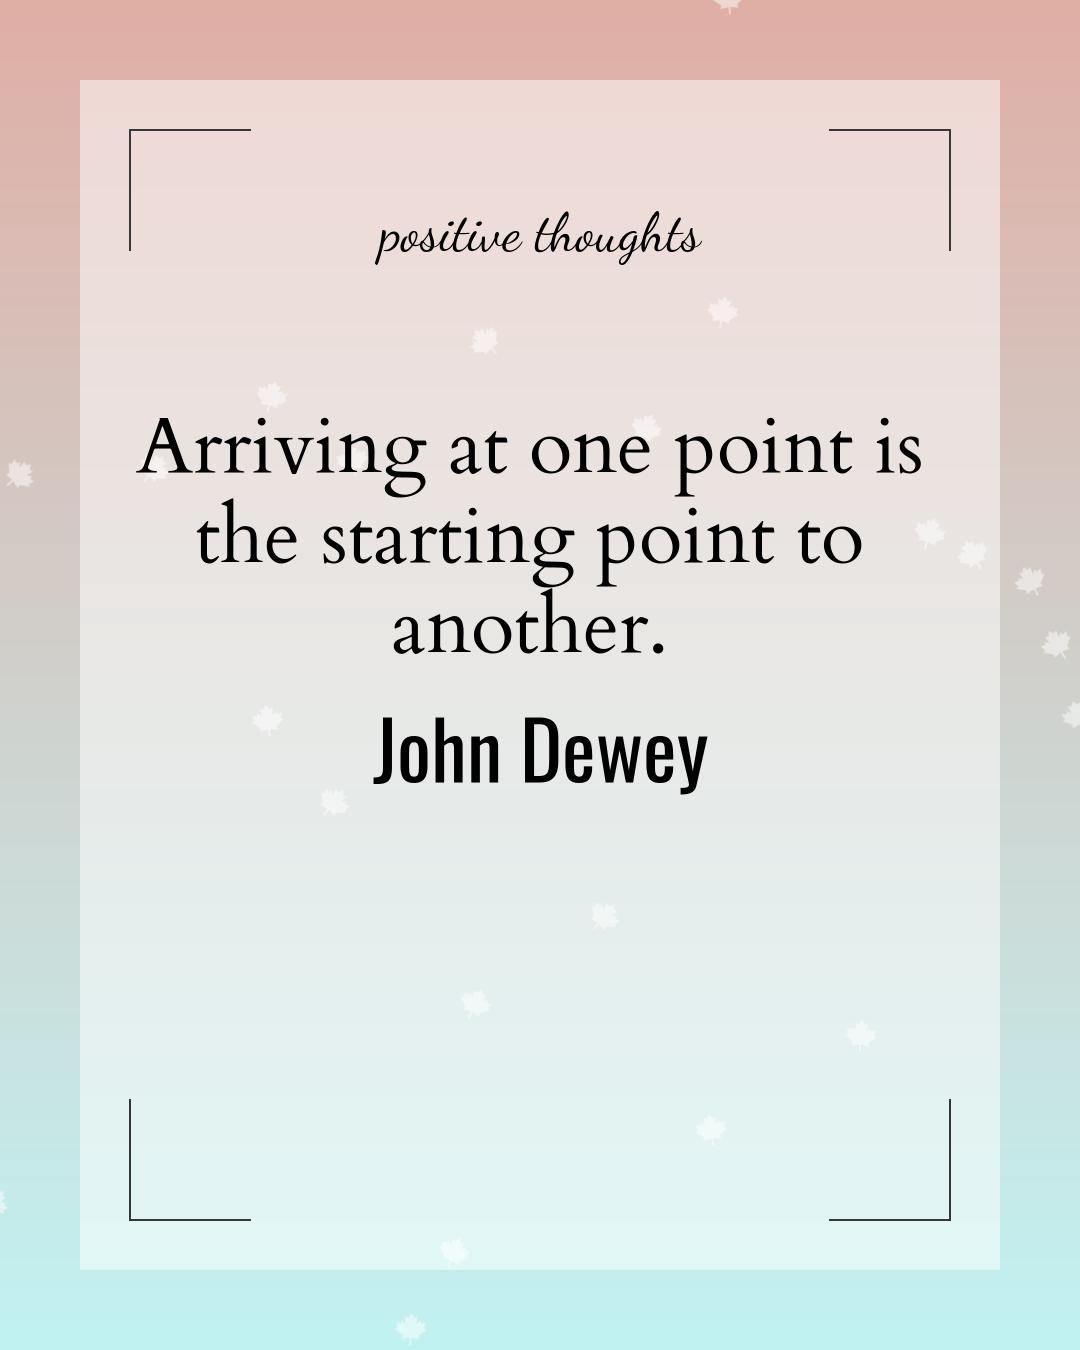 positive thoughts
Arriving at one point is
the starting point to
another.
John Dewey